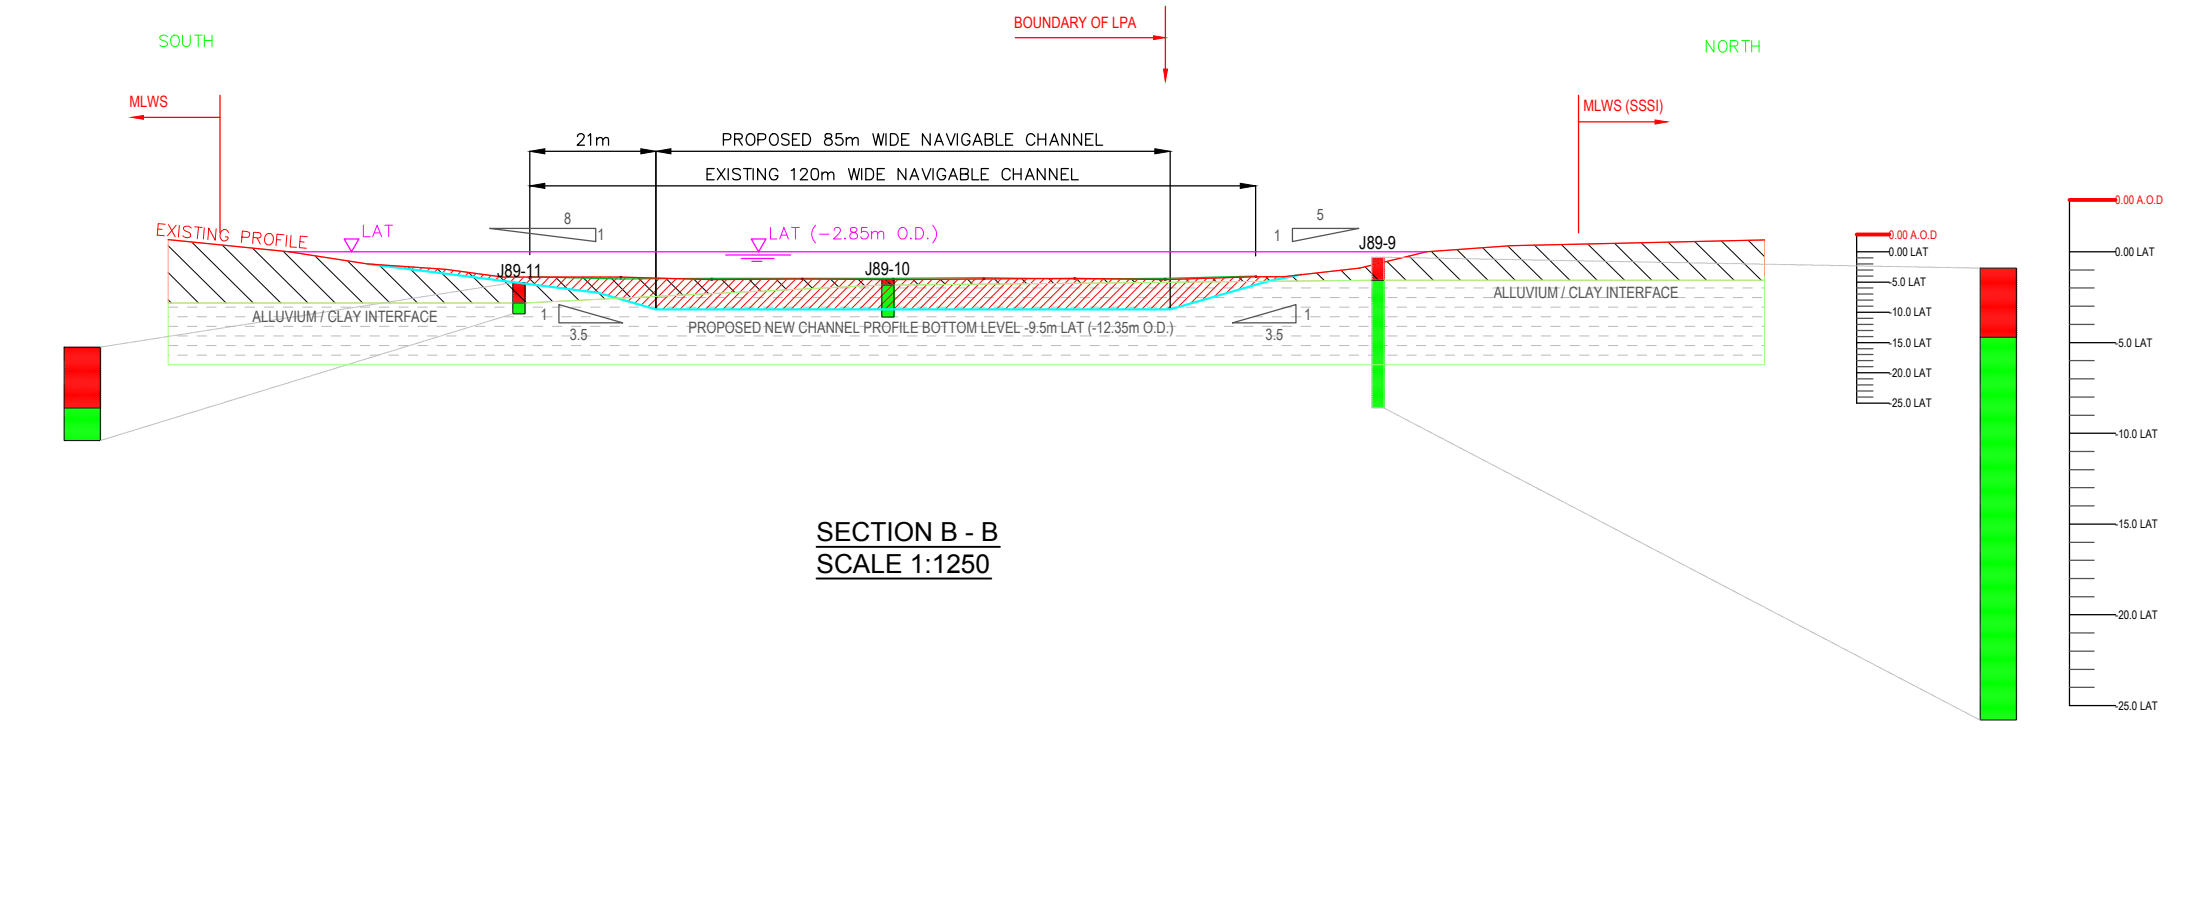 BOUNDARY OF LPA
SOUTH
NORTH
MLWS
MLWS (SSSI)
21m
PROPOSED 85m WIDE NAVIGABLE CHANNEL
EXISTING 120m WIDE NAVIGABLE CHANNEL
EXISTING PROFILE
LAT
8
1
LAT (-2.85m O.D.)
5
1
J89-9
J89-11
J89-10
ALLUVIUM / CLAY INTERFACE
ALLUVIUM / CLAY INTERFACE
1
3.5
PROPOSED NEW CHANNEL PROFILE BOTTOM LEVEL -9.5m LAT (-12.35m O.D.)
1
3.5
0.00 A.O.D
0.00 LAT
-5.0 LAT
-10.0 LAT
-15.0 LAT
-20.0 LAT
-25.0 LAT
0.00 A.O.D
0.00 LAT
-5.0 LAT
-10.0 LAT
-15.0 LAT
-20.0 LAT
-25.0 LAT
SECTION B - B
SCALE 1:1250